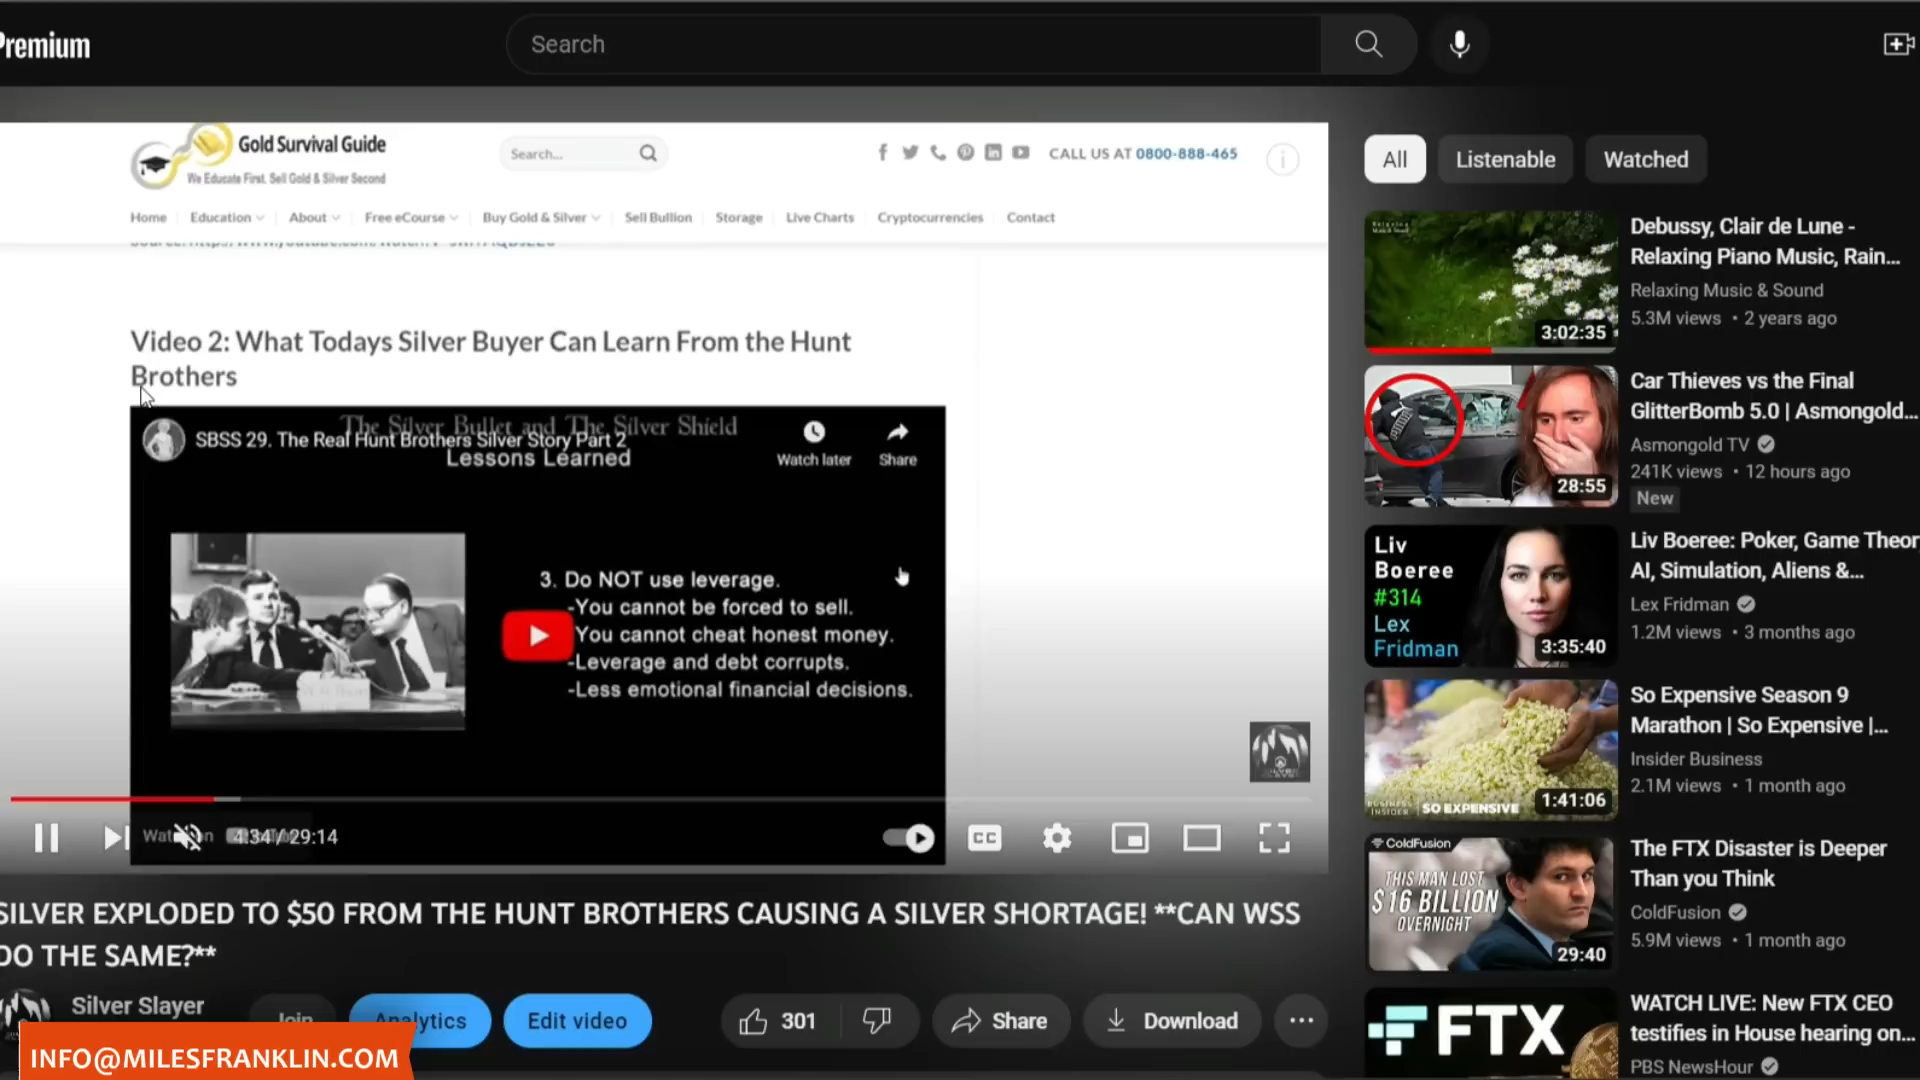 Premium
Search
Gold Survival Guide
We Educate First. Sell Gold & Silver Second
Search...
CALL US AT 0800-888-465
Home
Education
About
Free eCourse
Buy Gold & Silver
Sell Bullion
Storage
Live Charts
Cryptocurrencies
Contact
Video 2: What Todays Silver Buyer Can Learn From the Hunt
Brothers
The Silver Bullet and The Silver Shield
SBSS 29. The Real Hunt Brothers Silver Story Part 2
Lessons Learned
Watch later
Share
3. Do NOT use leverage.
-You cannot be forced to sell.
You cannot cheat honest money.
-Leverage and debt corrupts.
-Less emotional financial decisions.
4:34 / 29:14
CC
SILVER EXPLODED TO $50 FROM THE HUNT BROTHERS CAUSING A SILVER SHORTAGE! **CAN WSS
DO THE SAME?**
Silver Slayer
Join
Analytics
Edit video
301
Share
Download
INFO@MILESFRANKLIN.COM
All
Listenable
Watched
3:02:35
Debussy, Clair de Lune -
Relaxing Piano Music, Rain...
Relaxing Music & Sound
5.3M views • 2 years ago
28:55
Car Thieves vs the Final
GlitterBomb 5.0 | Asmongold...
Asmongold TV
241K views • 12 hours ago
New
Liv
Boeree
#314
Lex
Fridman
3:35:40
Liv Boeree: Poker, Game Theor
AI, Simulation, Aliens &...
Lex Fridman
1.2M views • 3 months ago
BUSINESS
INSIDER
SO EXPENSIVE
1:41:06
So Expensive Season 9
Marathon | So Expensive |...
Insider Business
2.1M views • 1 month ago
ColdFusion
THIS MAN LOST
$16 BILLION
OVERNIGHT
29:40
The FTX Disaster is Deeper
Than you Think
ColdFusion
5.9M views • 1 month ago
FTX
WATCH LIVE: New FTX CEO
testifies in House hearing on...
PBS NewsHour